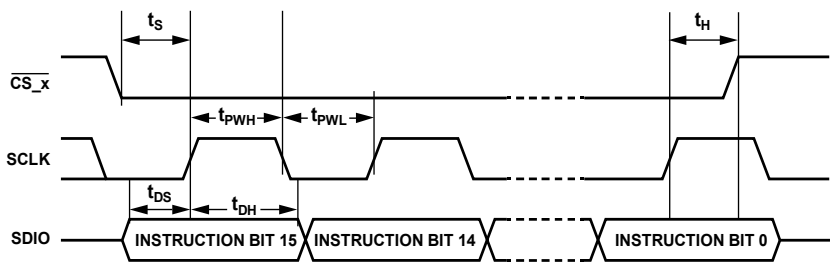 tS
tH
CS_x
tPWH
tPWL
SCLK
tDS
tDH
SDIO
INSTRUCTION BIT 15
INSTRUCTION BIT 14
INSTRUCTION BIT 0